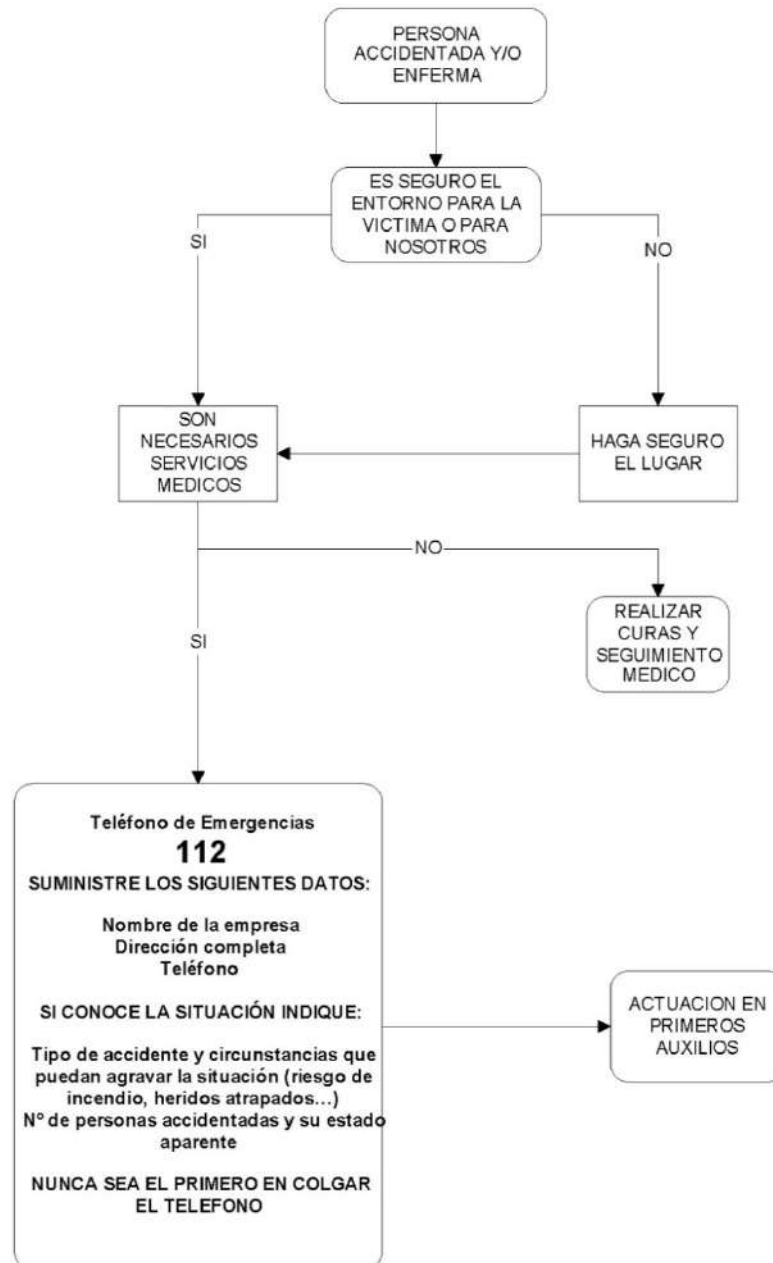 PERSONA
ACCIDENTADA Y/O
ENFERMA
ES SEGURO EL
ENTORNO PARA LA
VICTIMA O PARA
NOSOTROS
SI
NO
SON
NECESARIOS
SERVICIOS
MEDICOS
HAGA SEGURO
EL LUGAR
NO
REALIZAR
CURAS Y
SEGUIMIENTO
MEDICO
SI
Teléfono de Emergencias
112
SUMINISTRE LOS SIGUIENTES DATOS:
Nombre de la empresa
Dirección completa
Teléfono
SI CONOCE LA SITUACIÓN INDIQUE:
Tipo de accidente y circunstancias que
puedan agravar la situación (riesgo de
incendio, heridos atrapados...)
Nº de personas accidentadas y su estado
aparente
NUNCA SEA EL PRIMERO EN COLGAR
EL TELEFONO
ACTUACION EN
PRIMEROS
AUXILIOS